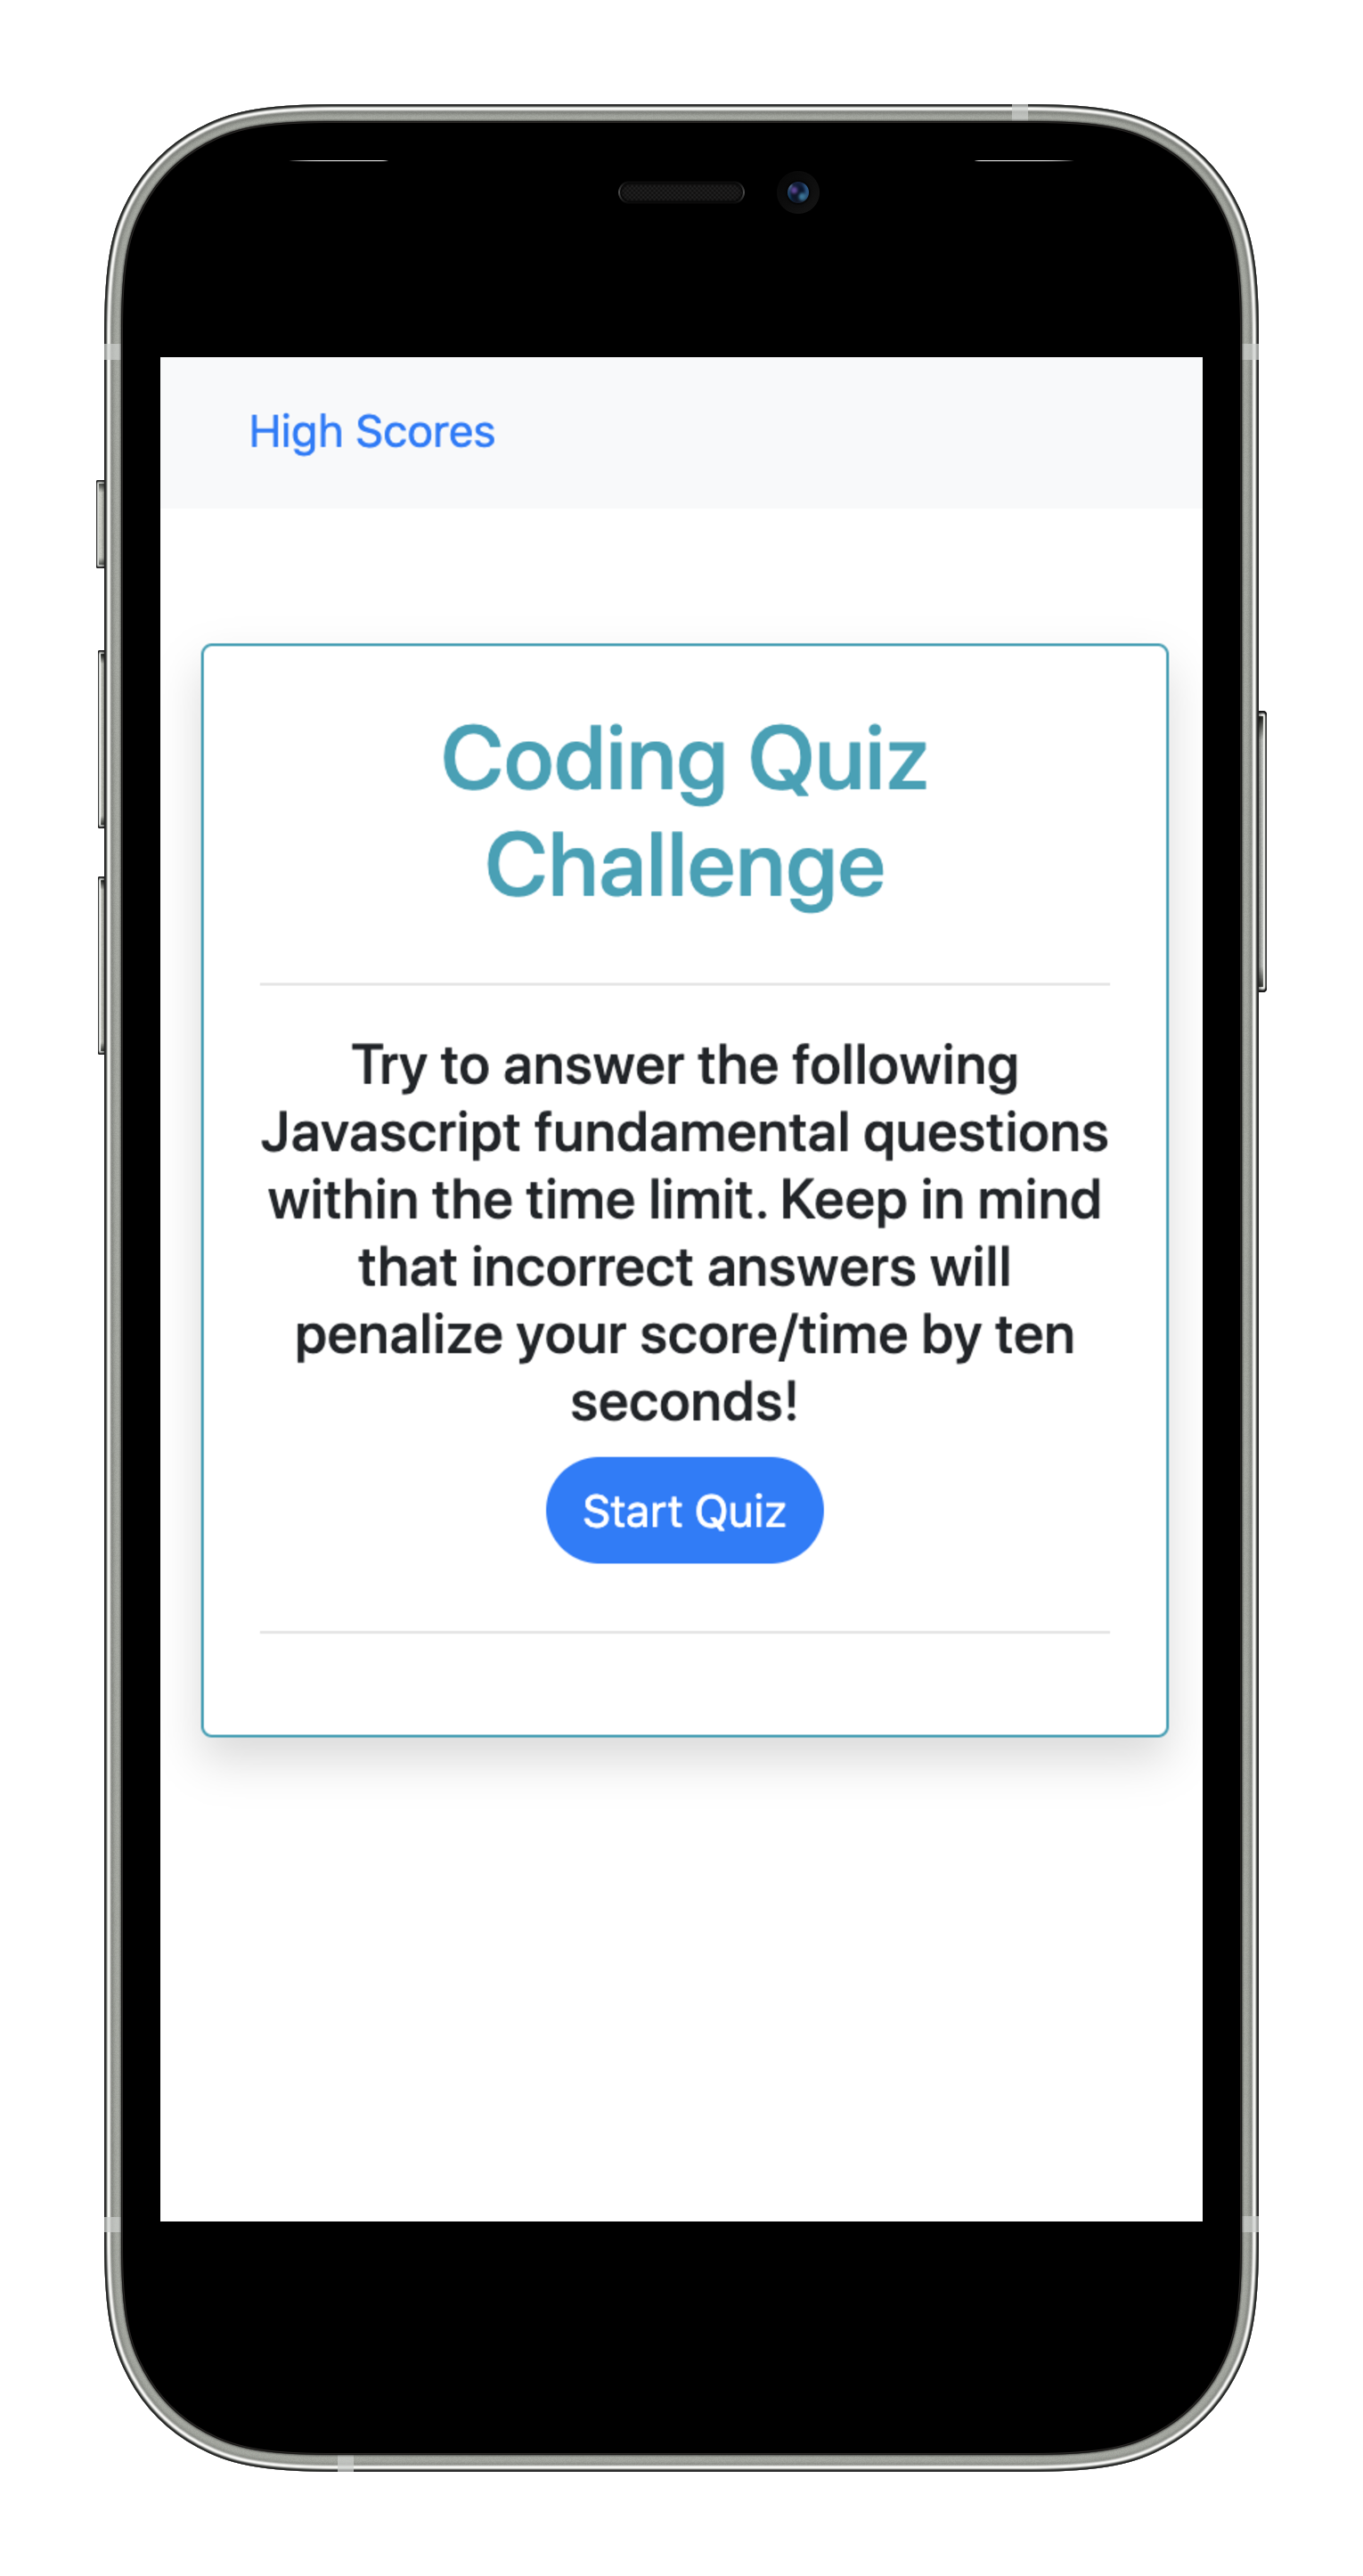 High Scores
Coding Quiz
Challenge
Try to answer the following
Javascript fundamental questions
within the time limit. Keep in mind
that incorrect answers will
penalize your score/time by ten
seconds!
Start Quiz